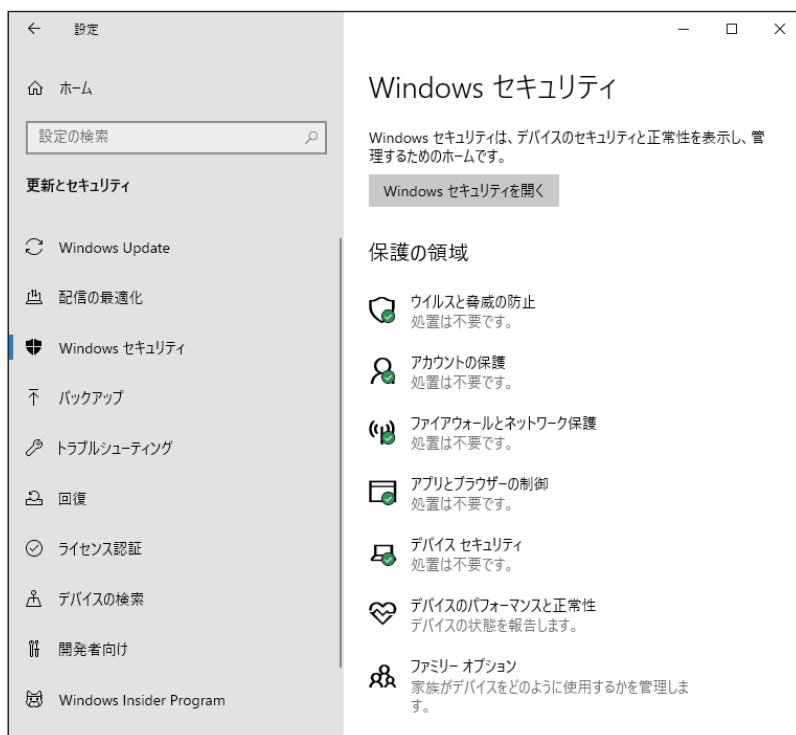 設定
ホーム
設定の検索
更新とセキュリティ
Windows Update
配信の最適化
Windows セキュリティ
バックアップ
トラブルシューティング
回復
ライセンス認証
デバイスの検索
開発者向け
Windows Insider Program
Windows セキュリティ
Windows セキュリティは、デバイスのセキュリティと正常性を表示し、管
理するためのホームです。
Windows セキュリティを開く
保護の領域
ウイルスと脅威の防止
処置は不要です。
アカウントの保護
処置は不要です。
ファイアウォールとネットワーク保護
処置は不要です。
アプリとブラウザーの制御
処置は不要です。
デバイス セキュリティ
処置は不要です。
デバイスのパフォーマンスと正常性
デバイスの状態を報告します。
ファミリー オプション
家族がデバイスをどのように使用するかを管理しま
す。